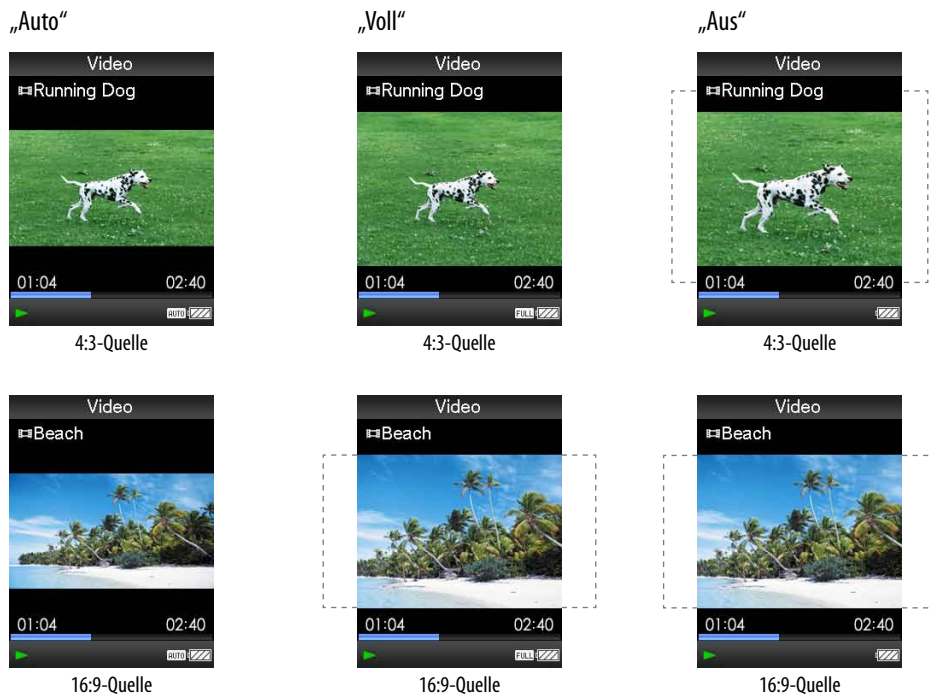 „Auto“
„Voll“
„Aus“
Video
Running Dog
01:04 02:40
AUTO
4:3-Quelle
Video
Running Dog
01:04 02:40
FULL
4:3-Quelle
Video
Running Dog
01:04 02:40
4:3-Quelle
Video
Beach
01:04 02:40
AUTO
16:9-Quelle
Video
Beach
01:04 02:40
FULL
16:9-Quelle
Video
Beach
01:04 02:40
16:9-Quelle